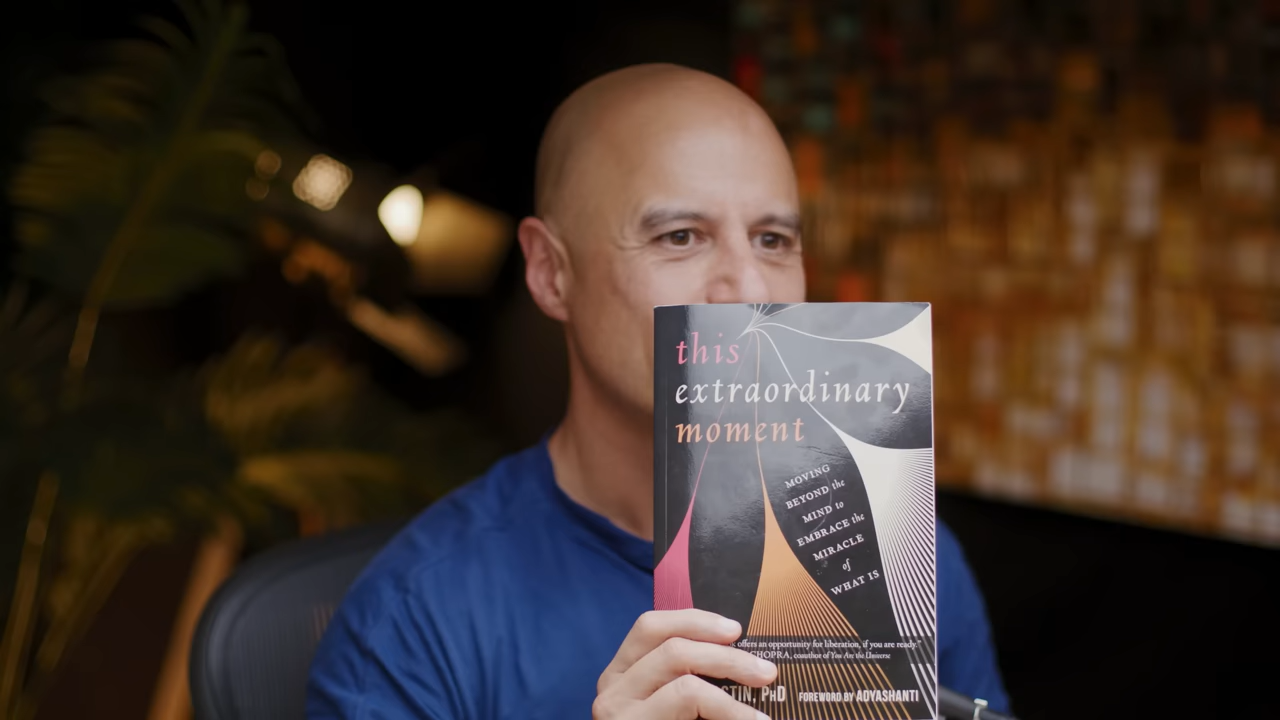 this
extraordinary
moment
MOVING
BEYOND the
MIND to
EMBRACE the
MIRACLE
of
WHAT IS
offers an opportunity for liberation, if you are ready."
CHOPRA, coauthor of You Are the Universe
STIN, PHD FOREWORD BY ADYASHANTI